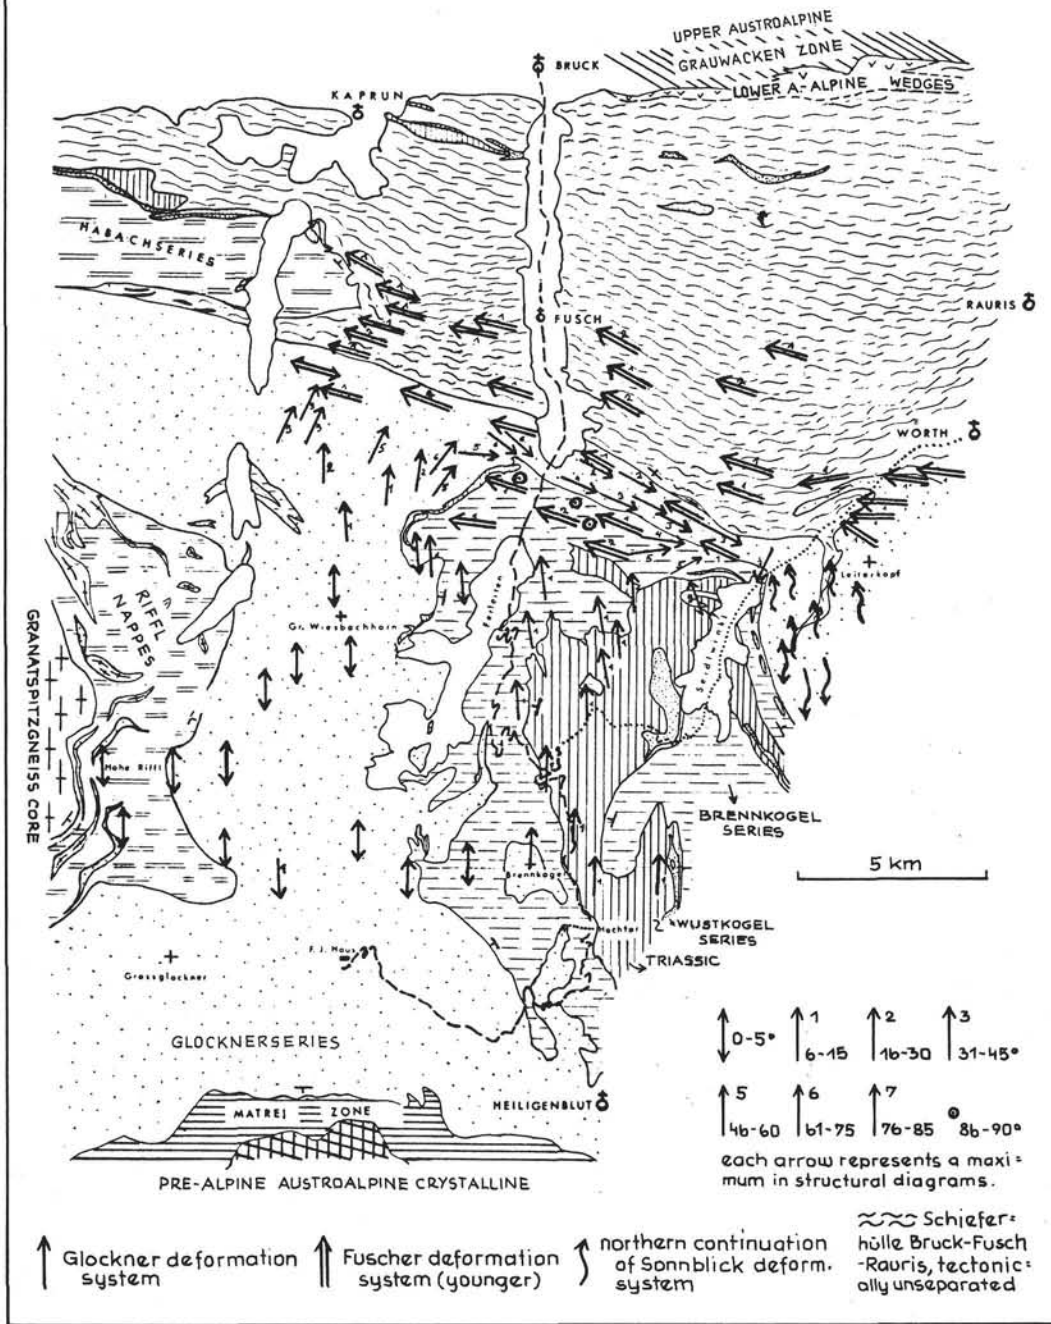 UPPER AUSTROALPINE
GRAUWACKEN ZONE
BRUCK
LOWER A-ALPINE WEDGES
KAPRUN
HABACHSERIES
FUSCH
RAURIS
WÖRTH
Leiterkopf
RIFFL
NAPPES
Gr. Wiesbachhorn
Ferleiten
GRANATSPITZGNEISS CORE
Hohe Riffl
BRENNKOGEL
SERIES
5 km
Brennkogel
Hochtor
WUSTKOGEL
SERIES
TRIASSIC
F. J. Haus
Grossglockner
GLOCKNERSERIES
HEILIGENBLUT
MATREI ZONE
PRE-ALPINE AUSTROALPINE CRYSTALLINE
0-5°
1
6-15
2
16-30
3
31-45°
5
46-60
6
61-75
7
76-85
86-90°
each arrow represents a maxi=
mum in structural diagrams.
Glockner deformation
system
Fuscher deformation
system (younger)
northern continuation
of Sonnblick deform.
system
Schiefer=
hülle Bruck-Fusch
-Rauris, tectonic=
ally unseparated